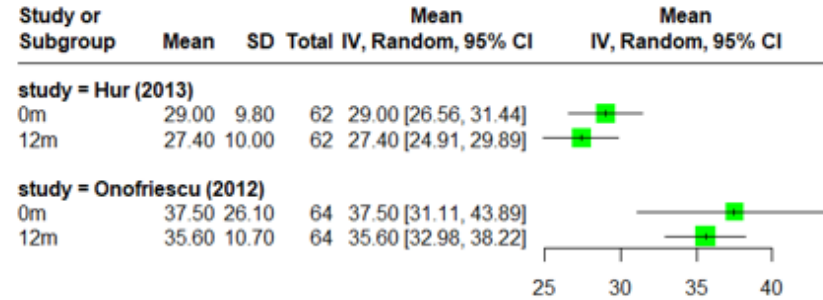 Study or Mean Mean
Subgroup Mean SD Total IV, Random, 95% CI IV, Random, 95% CI
study = Hur (2013)
0m 29.00 9.80 62 29.00 [26.56, 31.44]
12m 27.40 10.00 62 27.40 [24.91, 29.89]
study = Onofriescu (2012)
0m 37.50 26.10 64 37.50 [31.11, 43.89]
12m 35.60 10.70 64 35.60 [32.98, 38.22]
25 30 35 40